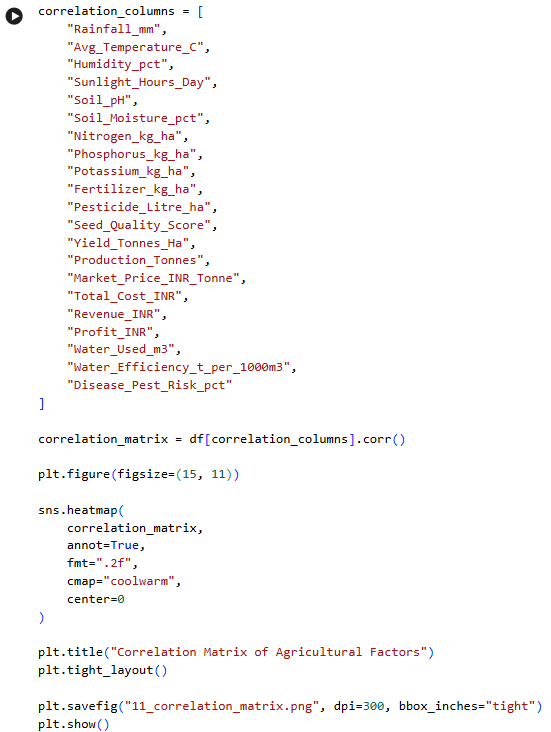 correlation_columns = [
    "Rainfall_mm",
    "Avg_Temperature_C",
    "Humidity_pct",
    "Sunlight_Hours_Day",
    "Soil_pH",
    "Soil_Moisture_pct",
    "Nitrogen_kg_ha",
    "Phosphorus_kg_ha",
    "Potassium_kg_ha",
    "Fertilizer_kg_ha",
    "Pesticide_Litre_ha",
    "Seed_Quality_Score",
    "Yield_Tonnes_Ha",
    "Production_Tonnes",
    "Market_Price_INR_Tonne",
    "Total_Cost_INR",
    "Revenue_INR",
    "Profit_INR",
    "Water_Used_m3",
    "Water_Efficiency_t_per_1000m3",
    "Disease_Pest_Risk_pct"
]
correlation_matrix = df[correlation_columns].corr()
plt.figure(figsize=(15, 11))
sns.heatmap(
    correlation_matrix,
    annot=True,
    fmt=".2f",
    cmap="coolwarm",
    center=0
)
plt.title("Correlation Matrix of Agricultural Factors")
plt.tight_layout()
plt.savefig("11_correlation_matrix.png", dpi=300, bbox_inches="tight")
plt.show()